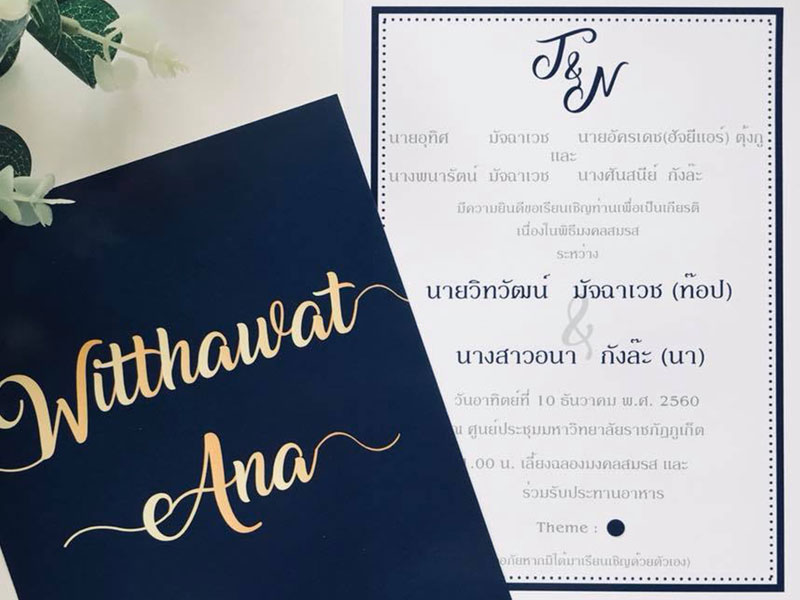 Witthawat
Ana
T&N
นายอุทิศ มัจฉาเวช นายอัครเดช(ฮัจยีแอร์) ตุ้งกู
และ
นางพนารัตน์ มัจฉาเวช นางศันสนีย์ กังล๊ะ
มีความยินดีขอเรียนเชิญท่านเพื่อเป็นเกียรติ
เนื่องในพิธีมงคลสมรส
ระหว่าง
นายวิทวัฒน์ มัจฉาเวช (ท๊อป)
&
นางสาวอนา กังล๊ะ (นา)
วันอาทิตย์ที่ 10 ธันวาคม พ.ศ. 2560
ณ ศูนย์ประชุมมหาวิทยาลัยราชภัฏภูเก็ต
1.00 น. เลี้ยงฉลองมงคลสมรส และ
ร่วมรับประทานอาหาร
Theme :
อภัยหากมิได้มาเรียนเชิญด้วยตัวเอง)